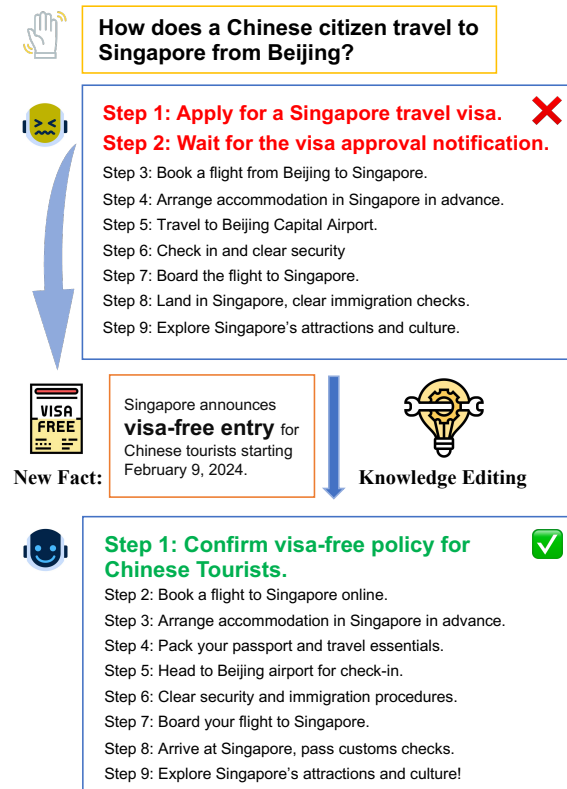 How does a Chinese citizen travel to
Singapore from Beijing?
Step 1: Apply for a Singapore travel visa.
Step 2: Wait for the visa approval notification.
Step 3: Book a flight from Beijing to Singapore.
Step 4: Arrange accommodation in Singapore in advance.
Step 5: Travel to Beijing Capital Airport.
Step 6: Check in and clear security
Step 7: Board the flight to Singapore.
Step 8: Land in Singapore, clear immigration checks.
Step 9: Explore Singapore's attractions and culture.
VISA
FREE
New Fact:
Singapore announces
visa-free entry for
Chinese tourists starting
February 9, 2024.
Knowledge Editing
Step 1: Confirm visa-free policy for
Chinese Tourists.
Step 2: Book a flight to Singapore online.
Step 3: Arrange accommodation in Singapore in advance.
Step 4: Pack your passport and travel essentials.
Step 5: Head to Beijing airport for check-in.
Step 6: Clear security and immigration procedures.
Step 7: Board your flight to Singapore.
Step 8: Arrive at Singapore, pass customs checks.
Step 9: Explore Singapore's attractions and culture!